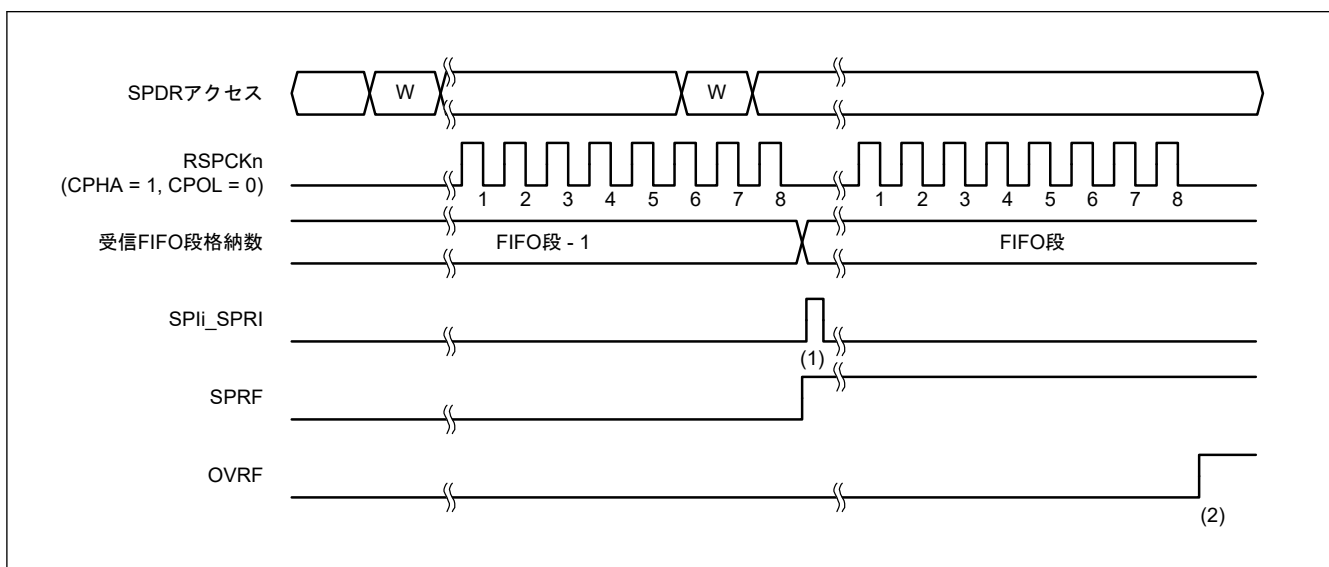 SPDRアクセス
W
W
RSPCKn
(CPHA = 1, CPOL = 0)
1 2 3 4 5 6 7 8
1 2 3 4 5 6 7 8
受信FIFO段格納数
FIFO段 - 1
FIFO段
SPIi_SPRI
(1)
SPRF
OVRF
(2)